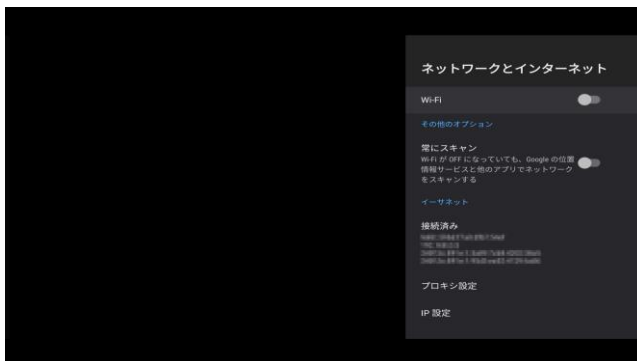 ネットワークとインターネット
Wi-Fi
その他のオプション
常にスキャン
Wi-Fi が OFF になっていても、Google の位置
情報サービスと他のアプリでネットワーク
をスキャンする
イーサネット
接続済み
プロキシ設定
IP 設定